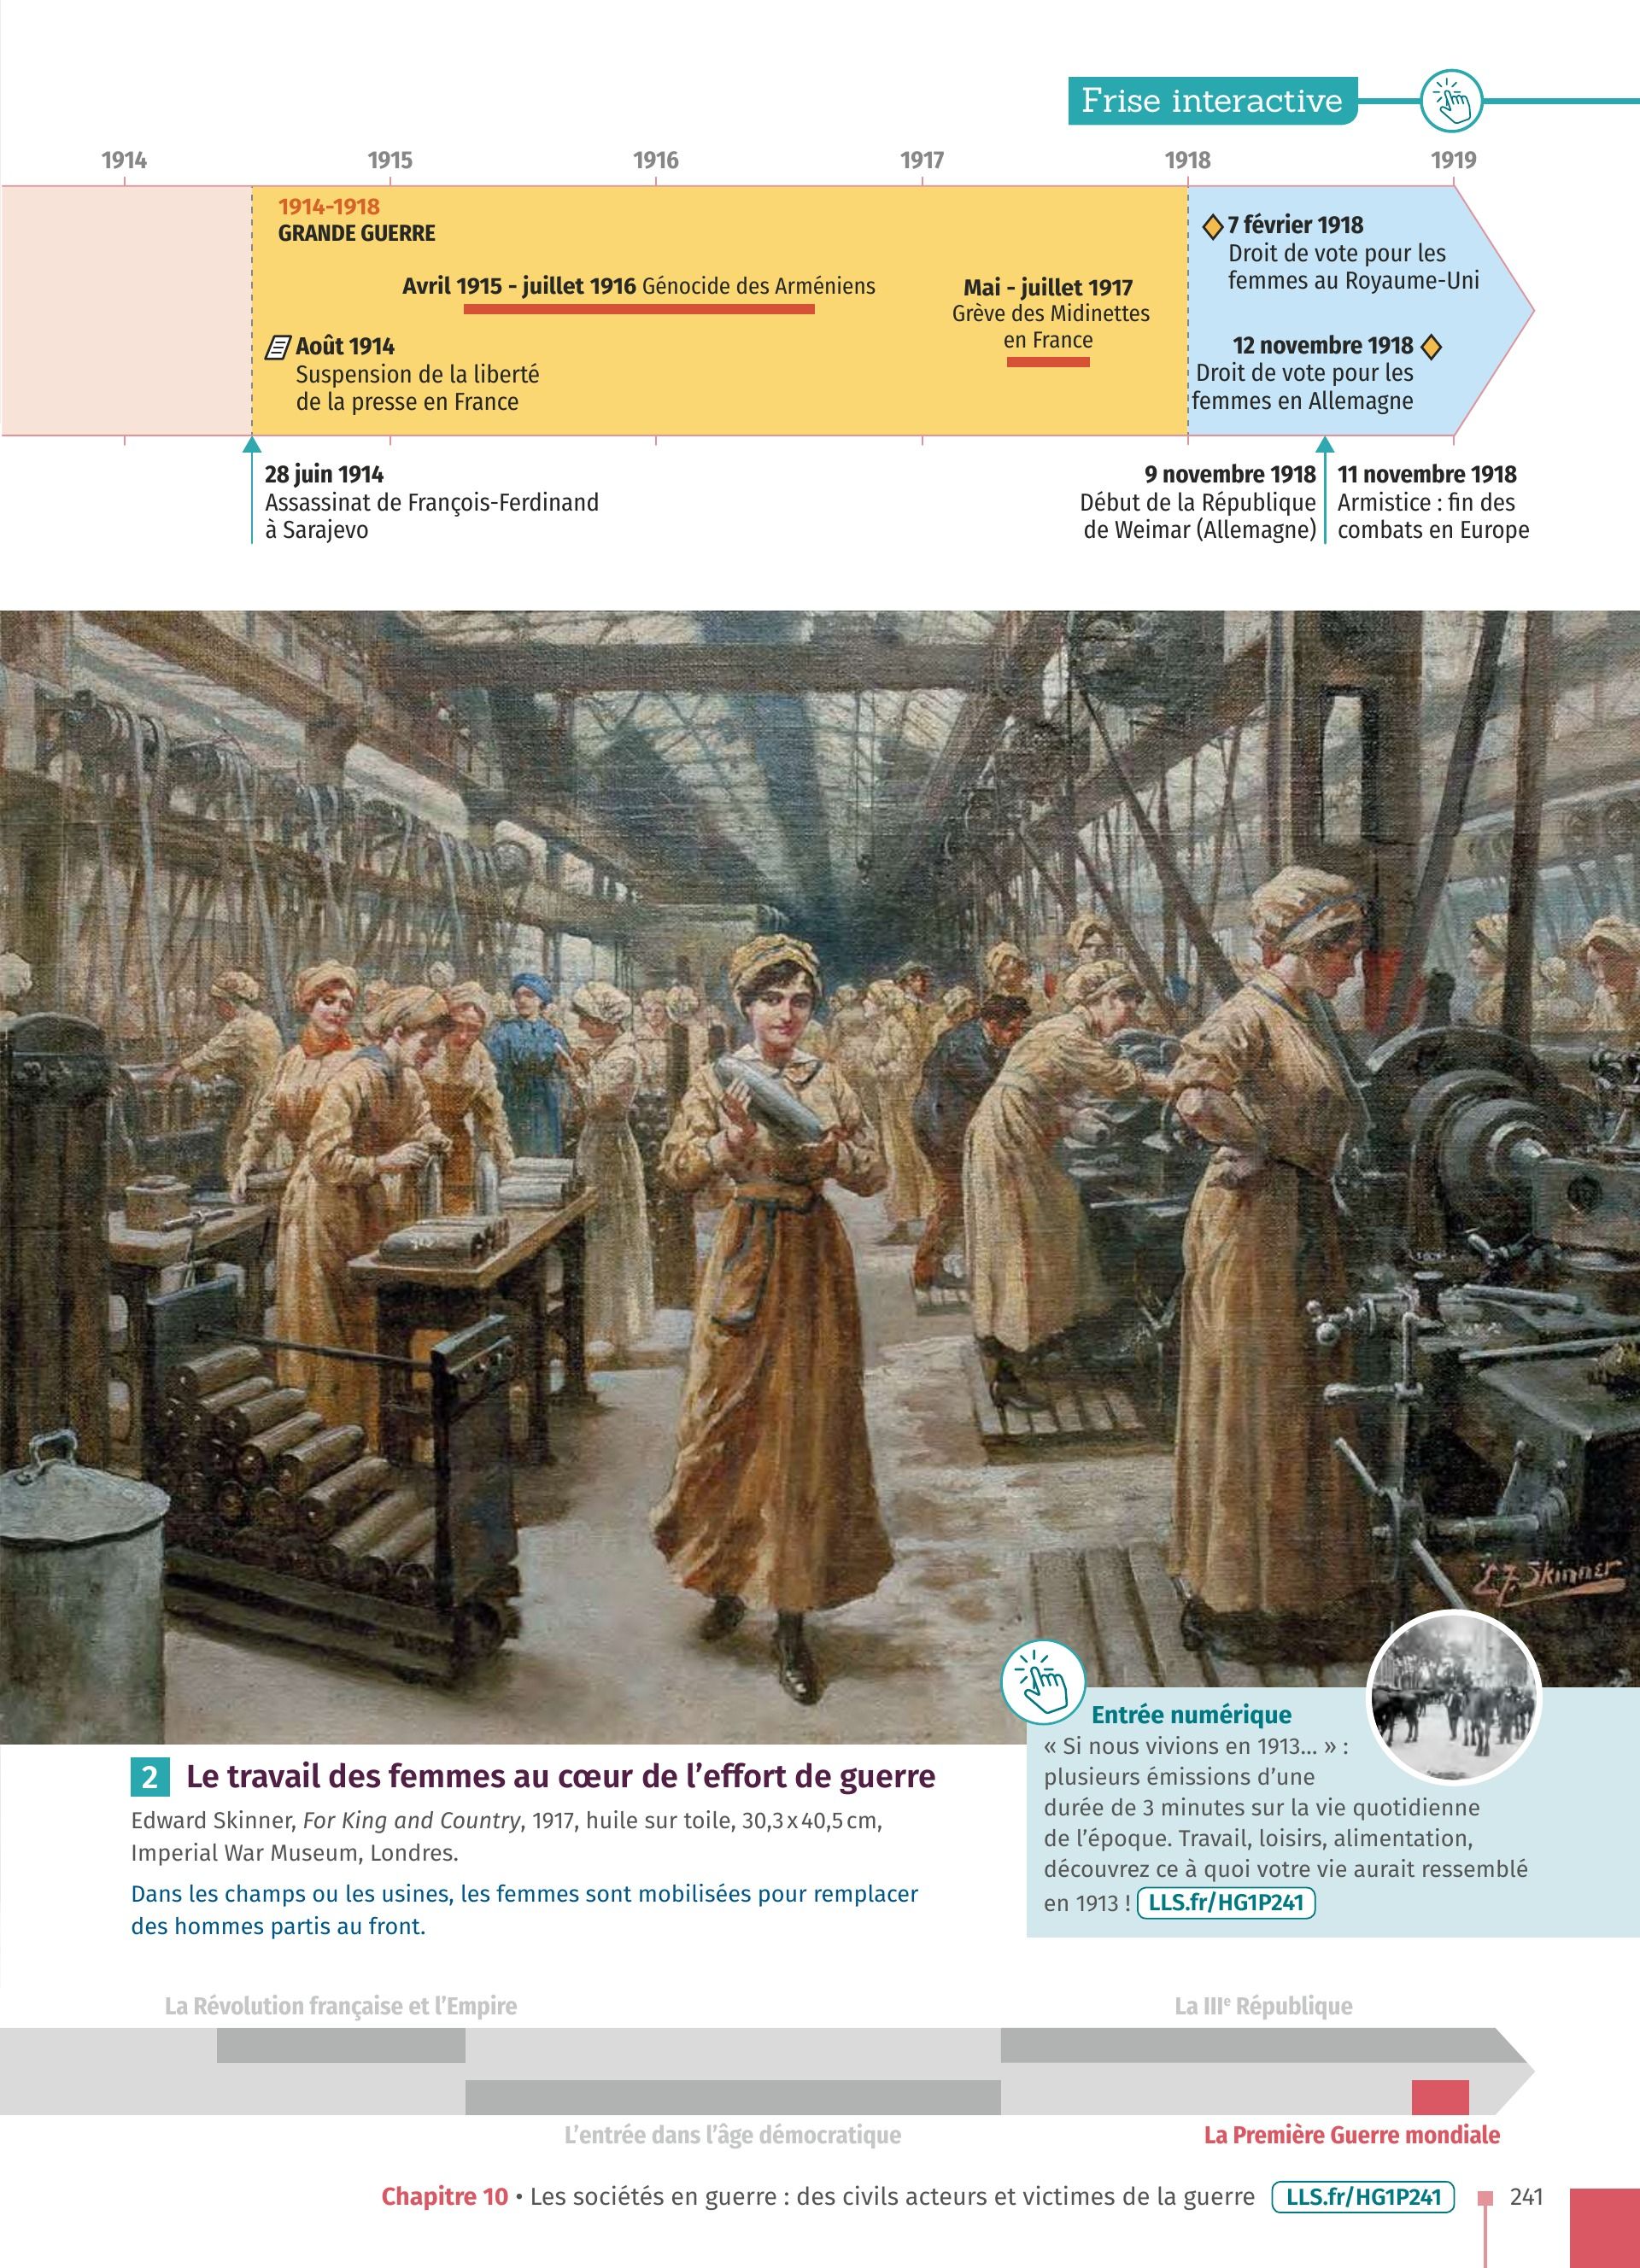 Frise interactive
1914 1915 1916 1917 1918 1919
1914-1918
GRANDE GUERRE
Avril 1915 - juillet 1916 Génocide des Arméniens
Août 1914
Suspension de la liberté
de la presse en France
Mai - juillet 1917
Grève des Midinettes
en France
7 février 1918
Droit de vote pour les
femmes au Royaume-Uni
12 novembre 1918
Droit de vote pour les
femmes en Allemagne
28 juin 1914
Assassinat de François-Ferdinand
à Sarajevo
9 novembre 1918
Début de la République
de Weimar (Allemagne)
11 novembre 1918
Armistice : fin des
combats en Europe
E.F. Skinner
2 Le travail des femmes au cœur de l’effort de guerre
Edward Skinner, For King and Country, 1917, huile sur toile, 30,3 x 40,5 cm,
Imperial War Museum, Londres.
Dans les champs ou les usines, les femmes sont mobilisées pour remplacer
des hommes partis au front.
Entrée numérique
« Si nous vivions en 1913... » :
plusieurs émissions d’une
durée de 3 minutes sur la vie quotidienne
de l’époque. Travail, loisirs, alimentation,
découvrez ce à quoi votre vie aurait ressemblé
en 1913 ! LLS.fr/HG1P241
La Révolution française et l’Empire
La IIIe République
L’entrée dans l’âge démocratique
La Première Guerre mondiale
Chapitre 10 • Les sociétés en guerre : des civils acteurs et victimes de la guerre LLS.fr/HG1P241 241